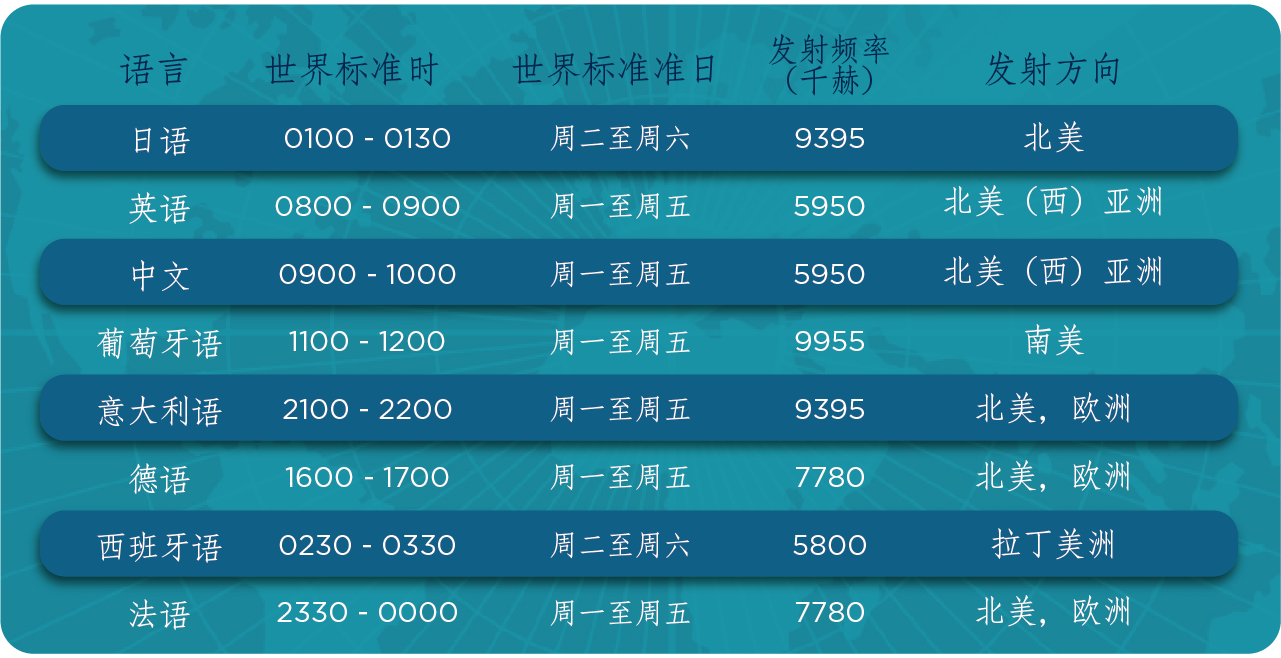 语言 世界标准时 世界标准准日 发射频率（千赫） 发射方向
日语 0100 - 0130 周二至周六 9395 北美
英语 0800 - 0900 周一至周五 5950 北美（西）亚洲
中文 0900 - 1000 周一至周五 5950 北美（西）亚洲
葡萄牙语 1100 - 1200 周一至周五 9955 南美
意大利语 2100 - 2200 周一至周五 9395 北美，欧洲
德语 1600 - 1700 周一至周五 7780 北美，欧洲
西班牙语 0230 - 0330 周二至周六 5800 拉丁美洲
法语 2330 - 0000 周一至周五 7780 北美，欧洲